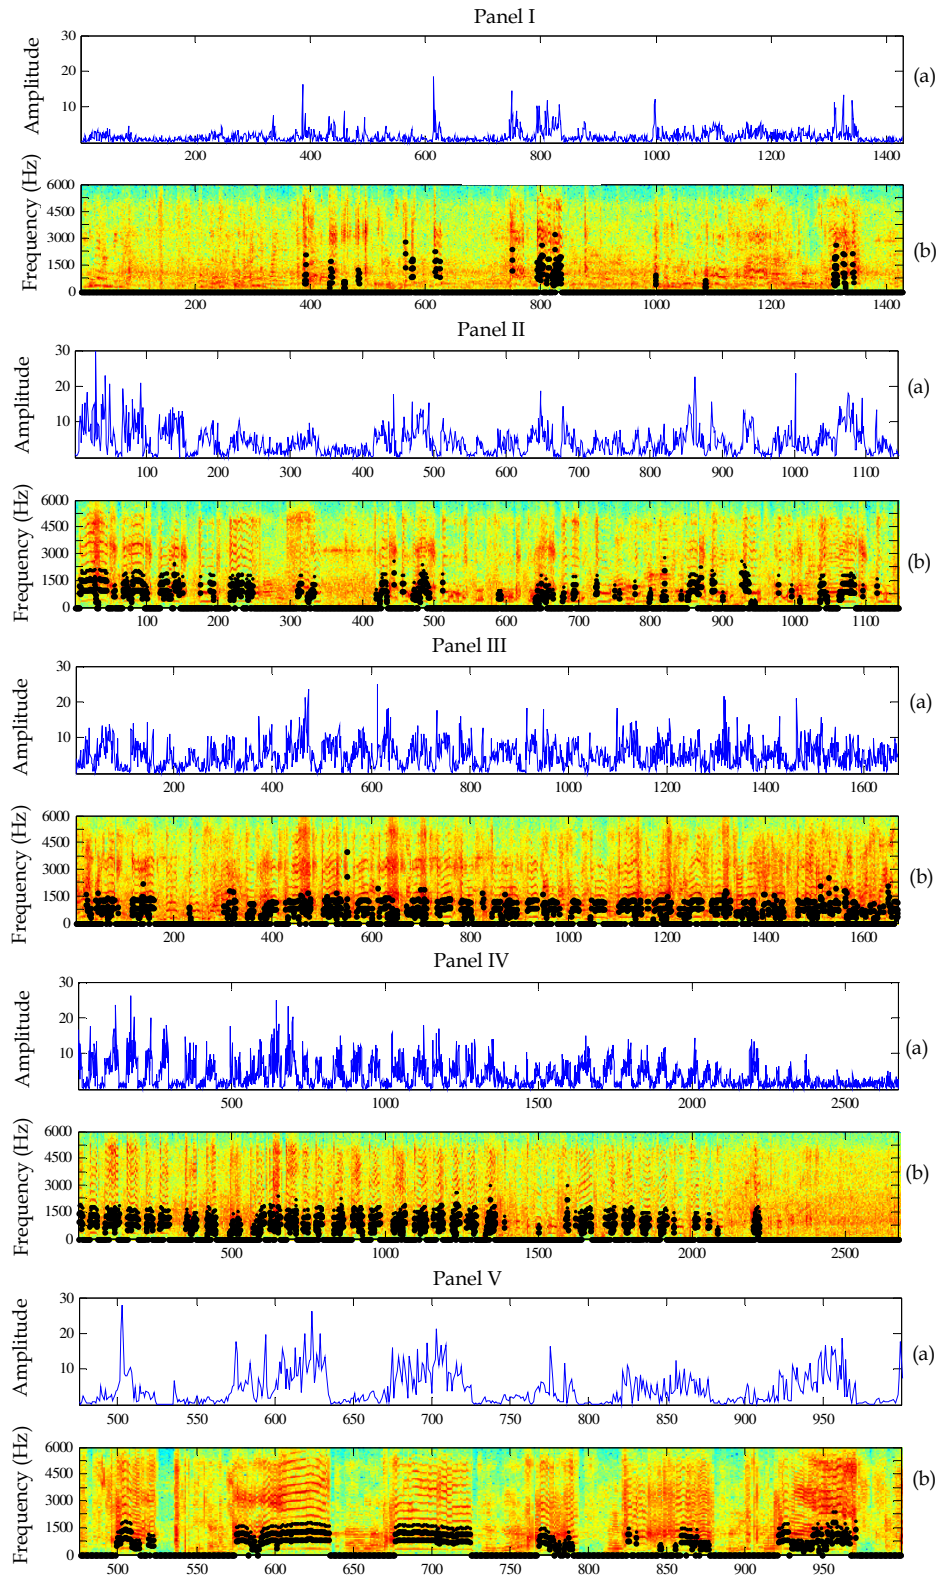 Panel I
30
20
10
Amplitude
(a)
200 400 600 800 1000 1200 1400
6000
4500
3000
1500
0
Frequency (Hz)
(b)
200 400 600 800 1000 1200 1400
Panel II
30
20
10
Amplitude
(a)
100 200 300 400 500 600 700 800 900 1000 1100
6000
4500
3000
1500
0
Frequency (Hz)
(b)
100 200 300 400 500 600 700 800 900 1000 1100
Panel III
30
20
10
Amplitude
(a)
200 400 600 800 1000 1200 1400 1600
6000
4500
3000
1500
0
Frequency (Hz)
(b)
200 400 600 800 1000 1200 1400 1600
Panel IV
30
20
10
Amplitude
(a)
500 1000 1500 2000 2500
6000
4500
3000
1500
0
Frequency (Hz)
(b)
500 1000 1500 2000 2500
Panel V
30
20
10
Amplitude
(a)
500 550 600 650 700 750 800 850 900 950
6000
4500
3000
1500
0
Frequency (Hz)
(b)
500 550 600 650 700 750 800 850 900 950